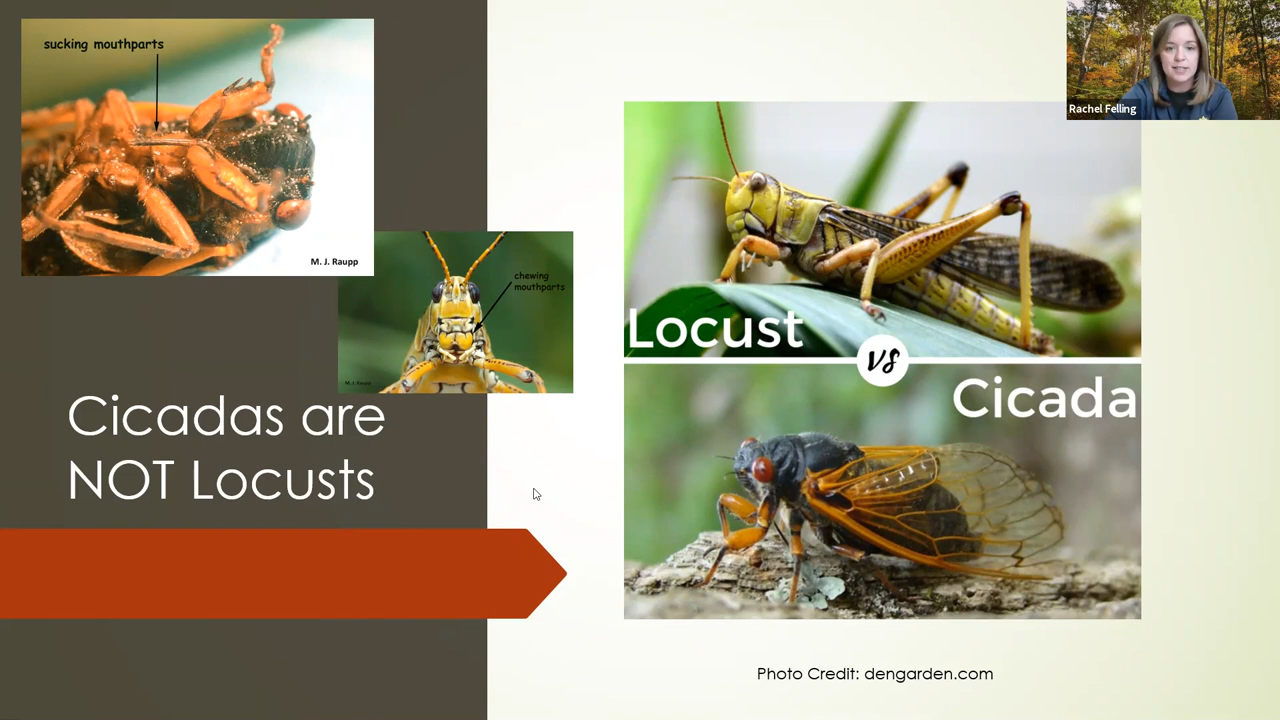 sucking mouthparts
M. J. Raupp
chewing
mouthparts
M. J. Raupp
Cicadas are
NOT Locusts
Locust
vs
Cicada
Photo Credit: dengarden.com
Rachel Felling